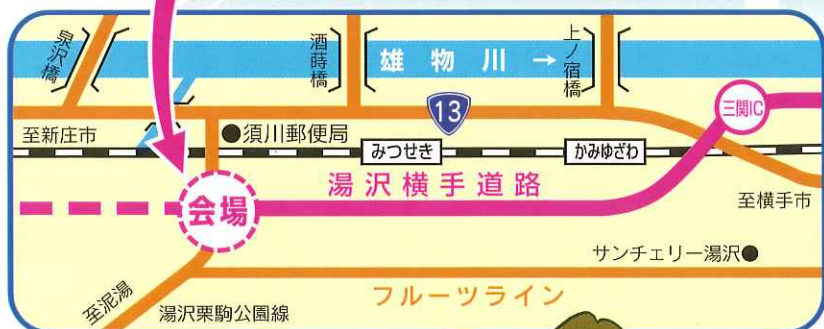 泉沢橋
酒蒔橋
雄物川→
上ノ宿橋
13
三関IC
至新庄市
須川郵便局
みつせき
かみゆざわ
湯沢横手道路
至横手市
会場
サンチェリー湯沢
フルーツライン
至泥湯
湯沢栗駒公園線